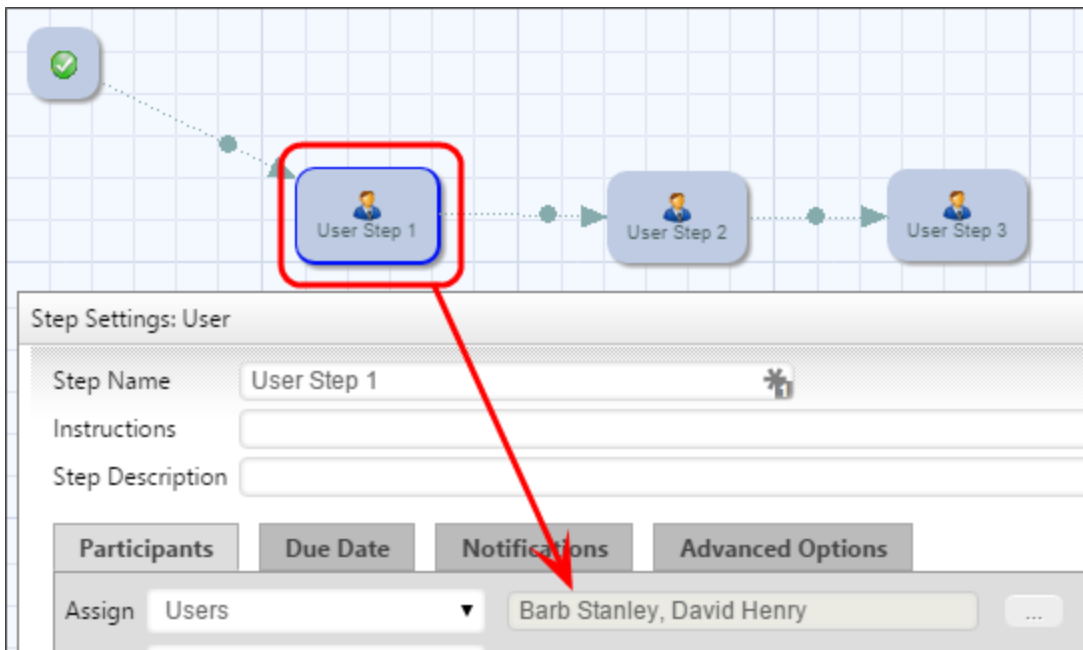 User Step 1
User Step 2
User Step 3
Step Settings: User
Step Name User Step 1
Instructions
Step Description
Participants Due Date Notifications Advanced Options
Assign Users Barb Stanley, David Henry ...